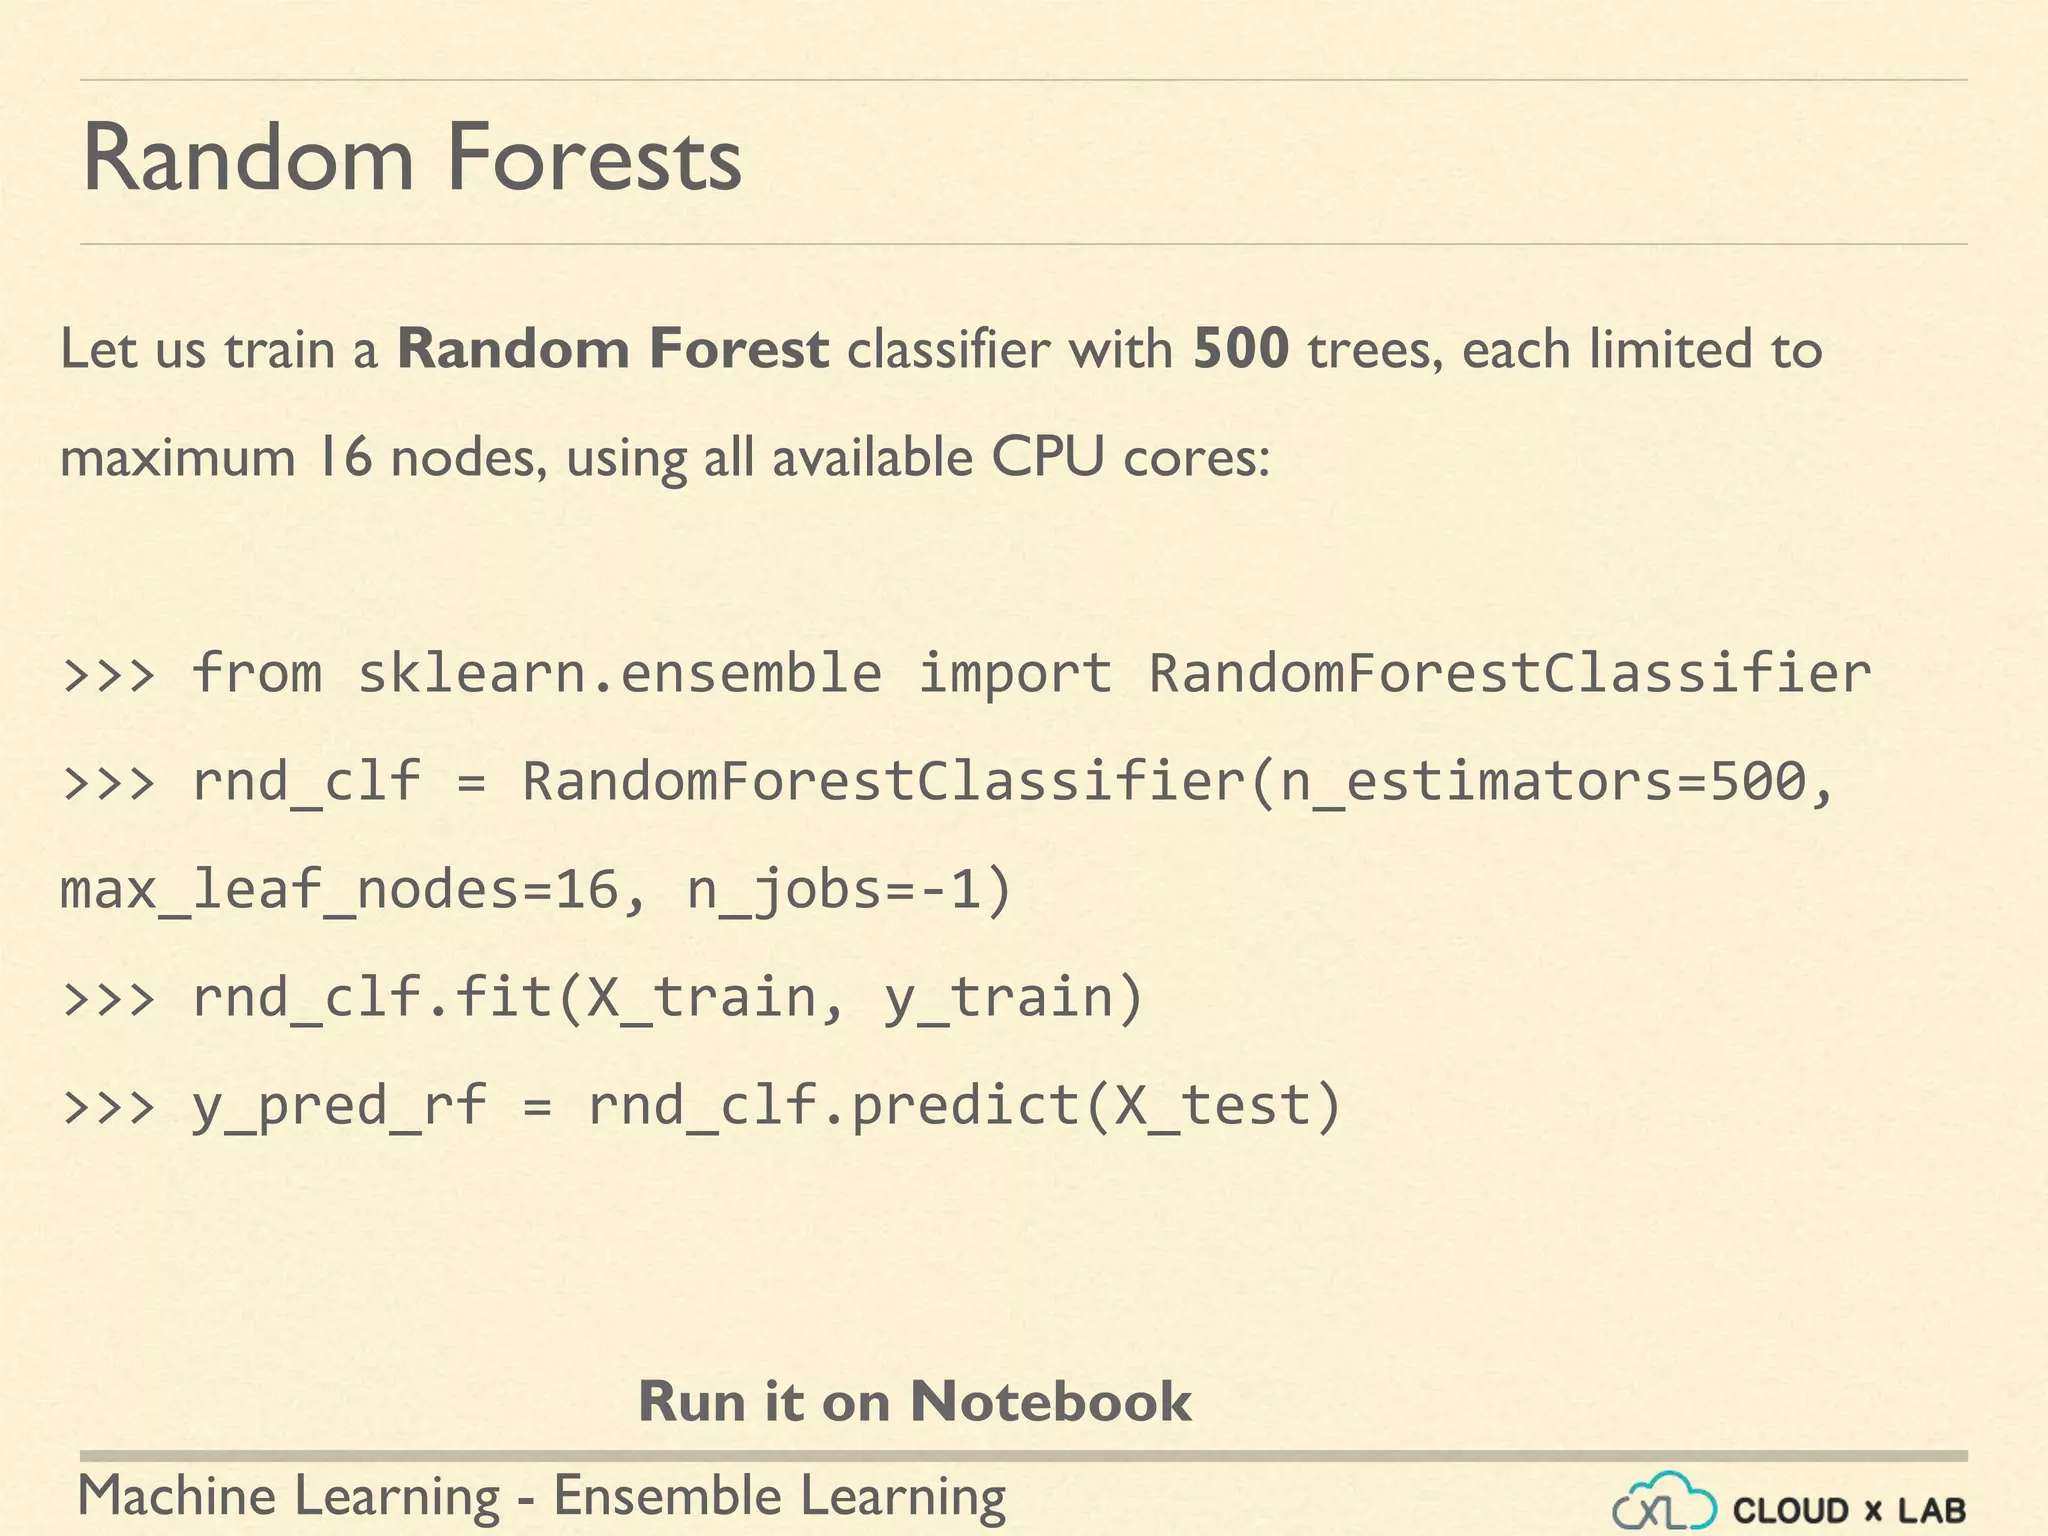 Random Forests
Let us train a Random Forest classifier with 500 trees, each limited to
maximum 16 nodes, using all available CPU cores:
>>> from sklearn.ensemble import RandomForestClassifier
>>> rnd_clf = RandomForestClassifier(n_estimators=500,
max_leaf_nodes=16, n_jobs=-1)
>>> rnd_clf.fit(X_train, y_train)
>>> y_pred_rf = rnd_clf.predict(X_test)
Run it on Notebook
Machine Learning - Ensemble Learning
CXL CLOUD x LAB